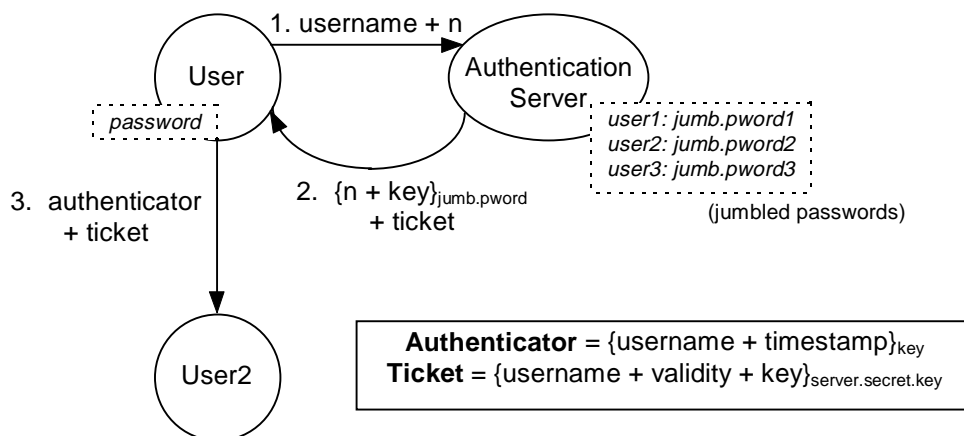 1. username + n
User
Authentication
Server
password
user1: jumb.pword1
user2: jumb.pword2
user3: jumb.pword3
(jumbled passwords)
2. {n + key}jumb.pword
+ ticket
3. authenticator
+ ticket
User2
Authenticator = {username + timestamp}key
Ticket = {username + validity + key}server.secret.key